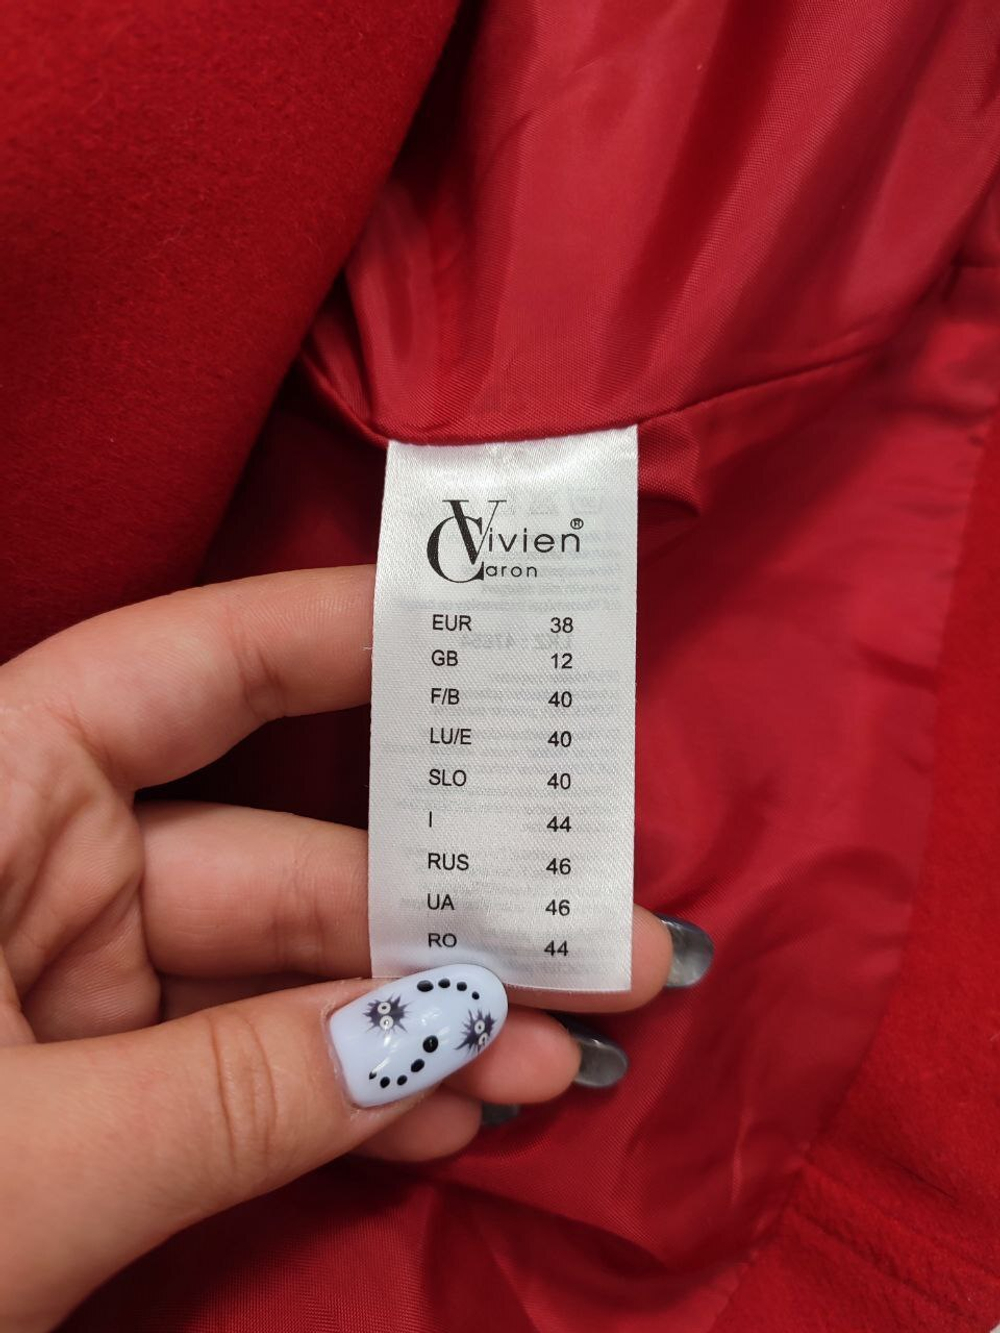 Vivien®
Caron
EUR 38
GB 12
F/B 40
LU/E 40
SLO 40
I 44
RUS 46
UA 46
RO 44